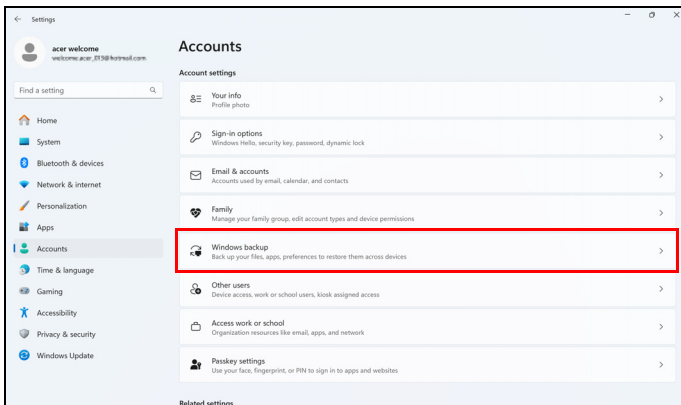 Settings
acer welcome
Find a setting
Home
System
Bluetooth & devices
Network & internet
Personalization
Apps
Accounts
Time & language
Gaming
Accessibility
Privacy & security
Windows Update
Accounts
Account settings
Your info
Profile photo
Sign-in options
Windows Hello, security key, password, dynamic lock
Email & accounts
Accounts used by email, calendar, and contacts
Family
Manage your family group, edit account types and device permissions
Windows backup
Back up your files, apps, preferences to restore them across devices
Other users
Device access, work or school users, kiosk assigned access
Access work or school
Organization resources like email, apps, and network
Passkey settings
Use your face, fingerprint, or PIN to sign in to apps and websites
Related settings